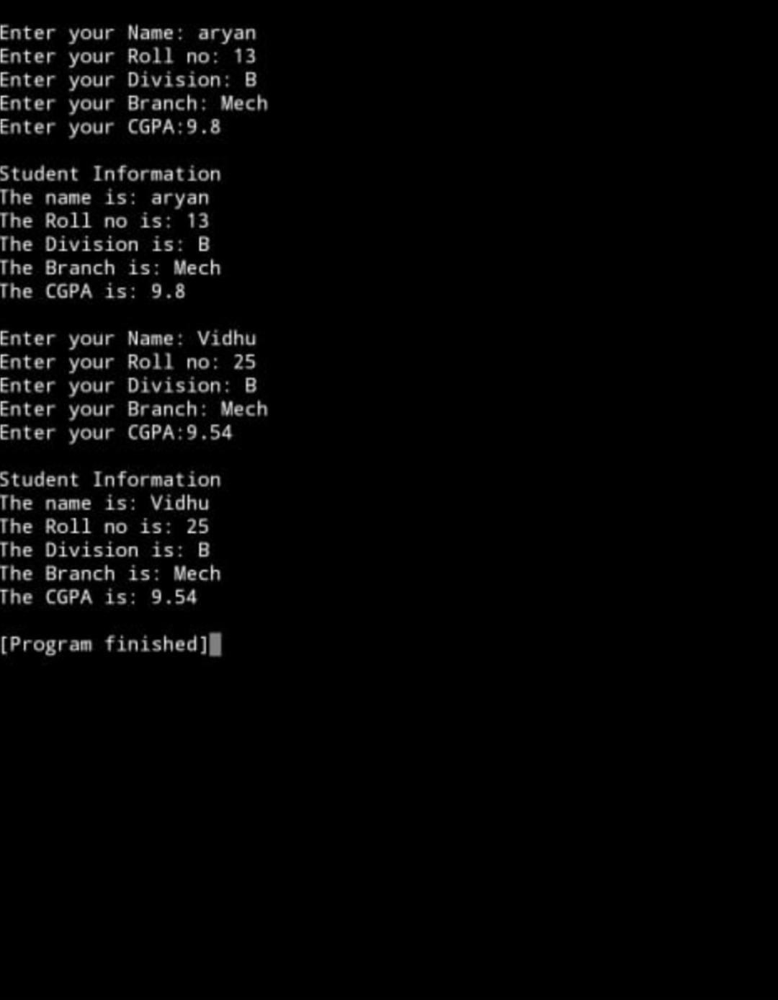 Enter your Name: aryan
Enter your Roll no: 13
Enter your Division: B
Enter your Branch: Mech
Enter your CGPA:9.8
Student Information
The name is: aryan
The Roll no is: 13
The Division is: B
The Branch is: Mech
The CGPA is: 9.8
Enter your Name: Vidhu
Enter your Roll no: 25
Enter your Division: B
Enter your Branch: Mech
Enter your CGPA:9.54
Student Information
The name is: Vidhu
The Roll no is: 25
The Division is: B
The Branch is: Mech
The CGPA is: 9.54
[Program finished]